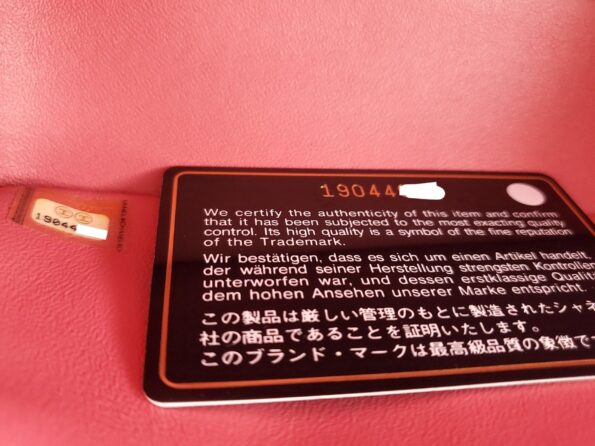 19044
19044
We certify the authenticity of this item and confirm
that it has been subjected to the most exacting quality
control. Its high quality is a symbol of the fine reputation
of the Trademark.
Wir bestätigen, dass es sich um einen Artikel handelt,
der während seiner Herstellung strengsten Kontrollen
unterworfen war, und dessen erstklassige Qualit
dem hohen Ansehen unserer Marke entspricht.
この製品は厳しい管理のもとに製造されたシャネ
社の商品であることを証明いたします。
このブランド・マークは最高級品質の象徴で